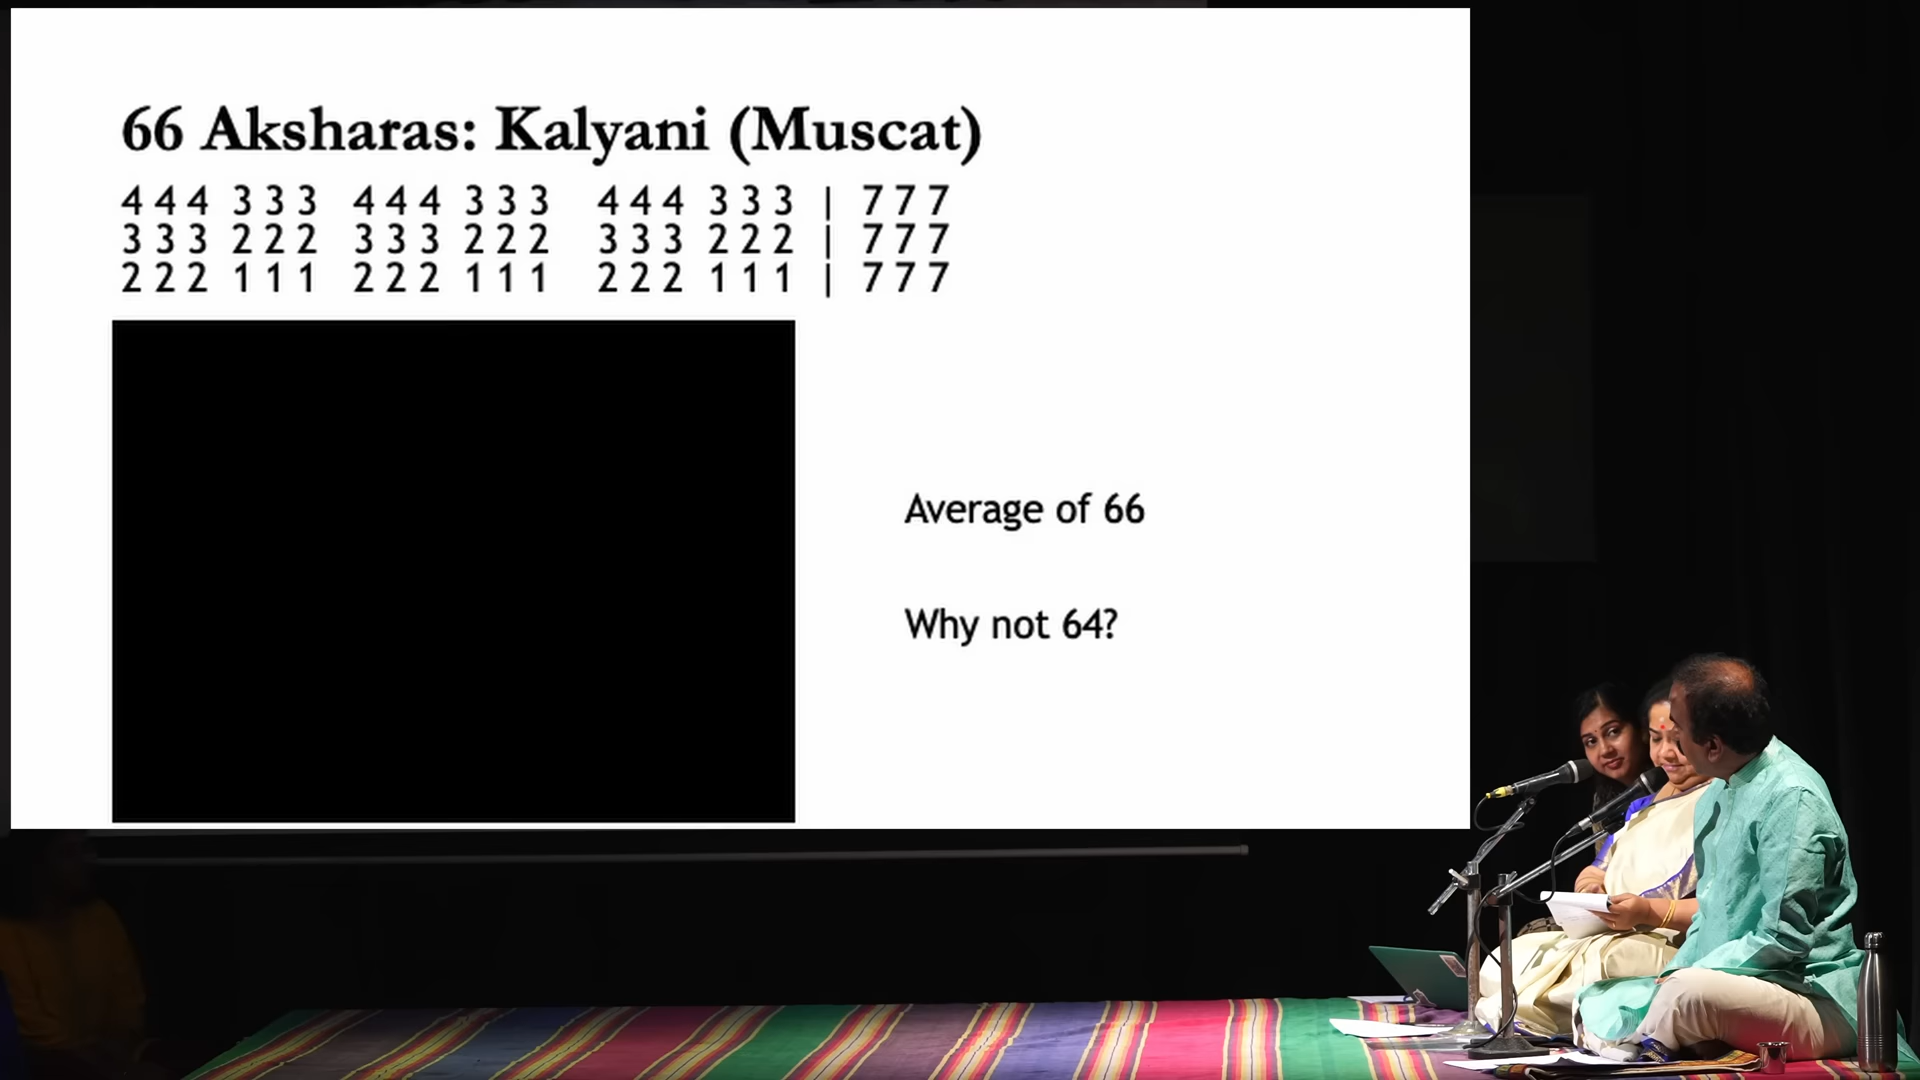 66 Aksharas: Kalyani (Muscat)
4 4 4 3 3 3 4 4 4 3 3 3 4 4 4 3 3 3 | 7 7 7
3 3 3 2 2 2 3 3 3 2 2 2 3 3 3 2 2 2 | 7 7 7
2 2 2 1 1 1 2 2 2 1 1 1 2 2 2 1 1 1 | 7 7 7
Average of 66
Why not 64?